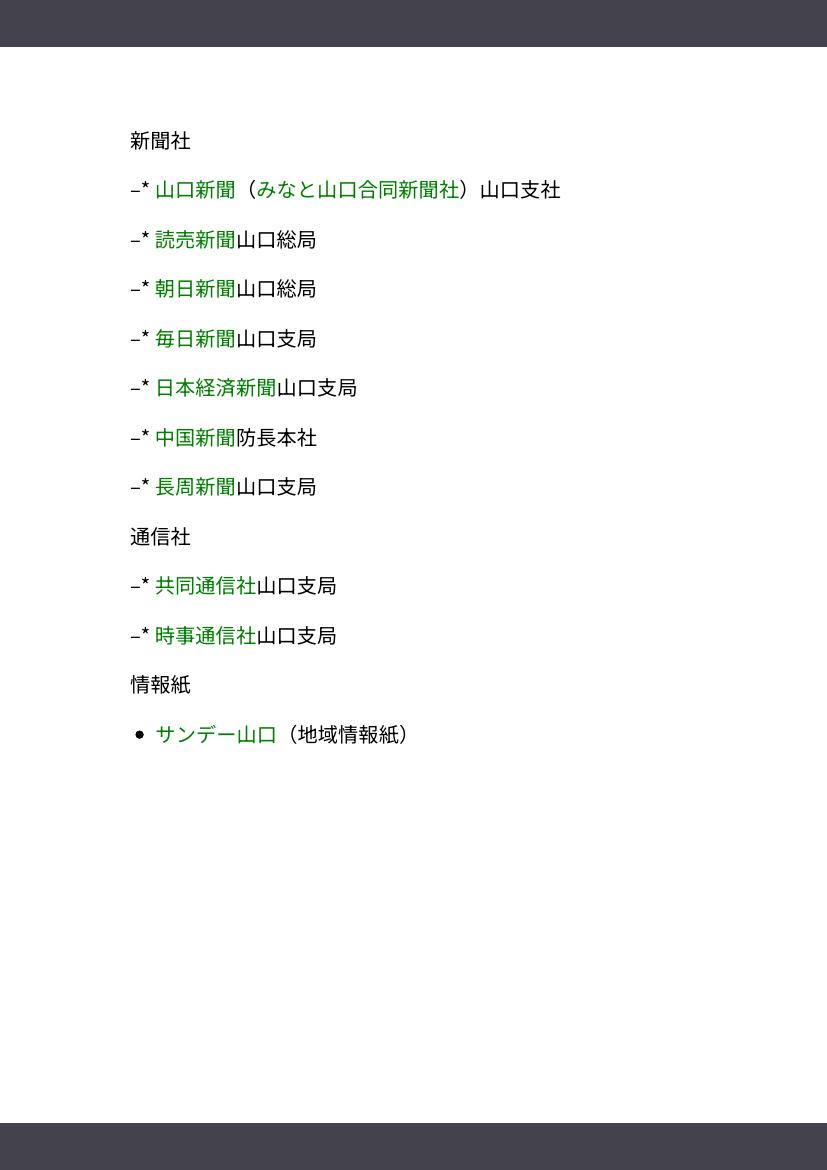 新聞社
–* 山口新聞（みなと山口合同新聞社）山口支社
–* 読売新聞山口総局
–* 朝日新聞山口総局
–* 毎日新聞山口支局
–* 日本経済新聞山口支局
–* 中国新聞防長本社
–* 長周新聞山口支局
通信社
–* 共同通信社山口支局
–* 時事通信社山口支局
情報紙
• サンデー山口（地域情報紙）